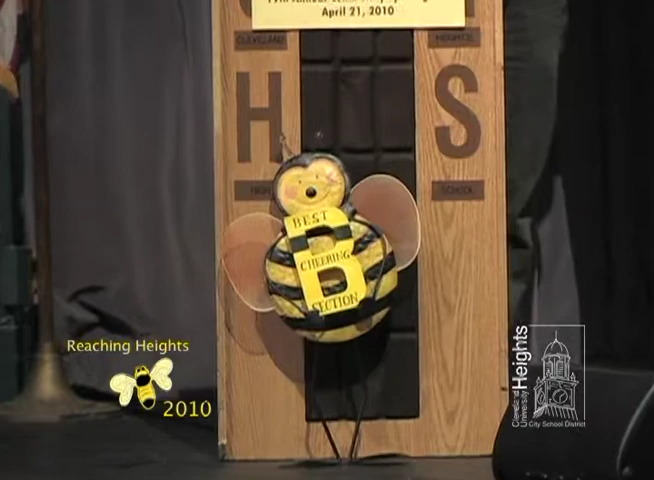 April 21, 2010
CLEVELAND
HEIGHTS
H S
HIGH
SCHOOL
BEST
B
CHEERING
SECTION
Reaching Heights
2010
Cleveland
University Heights
City School District